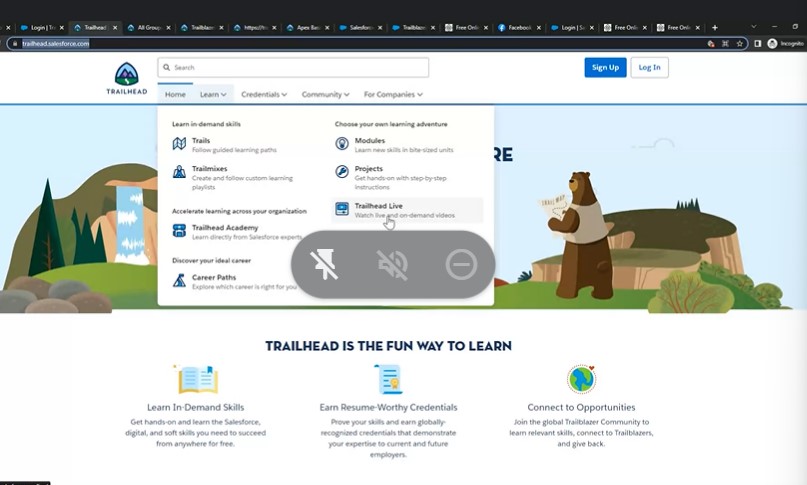 Login | Tr
Trailhead
All Group
Trailblaze
https://tr
Apex Bas
Salesforc
Trailblaze
Free Onli
Facebook
Login | Sa
Free Onli
Free Onli
trailhead.salesforce.com
Incognito
TRAILHEAD
Search
Sign Up
Log In
Home
Learn
Credentials
Community
For Companies
Learn in-demand skills
Trails
Follow guided learning paths
Trailmixes
Create and follow custom learning
playlists
Accelerate learning across your organization
Trailhead Academy
Learn directly from Salesforce experts
Discover your ideal career
Career Paths
Explore which career is right for you
Choose your own learning adventure
Modules
Learn new skills in bite-sized units
Projects
Get hands-on with step-by-step
instructions
Trailhead Live
Watch live and on-demand videos
RE
TRAIL MAP
TRAILHEAD IS THE FUN WAY TO LEARN
Learn In-Demand Skills
Get hands-on and learn the Salesforce,
digital, and soft skills you need to succeed
from anywhere for free.
Earn Resume-Worthy Credentials
Prove your skills and earn globally-
recognized credentials that demonstrate
your expertise to current and future
employers.
Connect to Opportunities
Join the global Trailblazer Community to
learn relevant skills, connect to Trailblazers,
and give back.